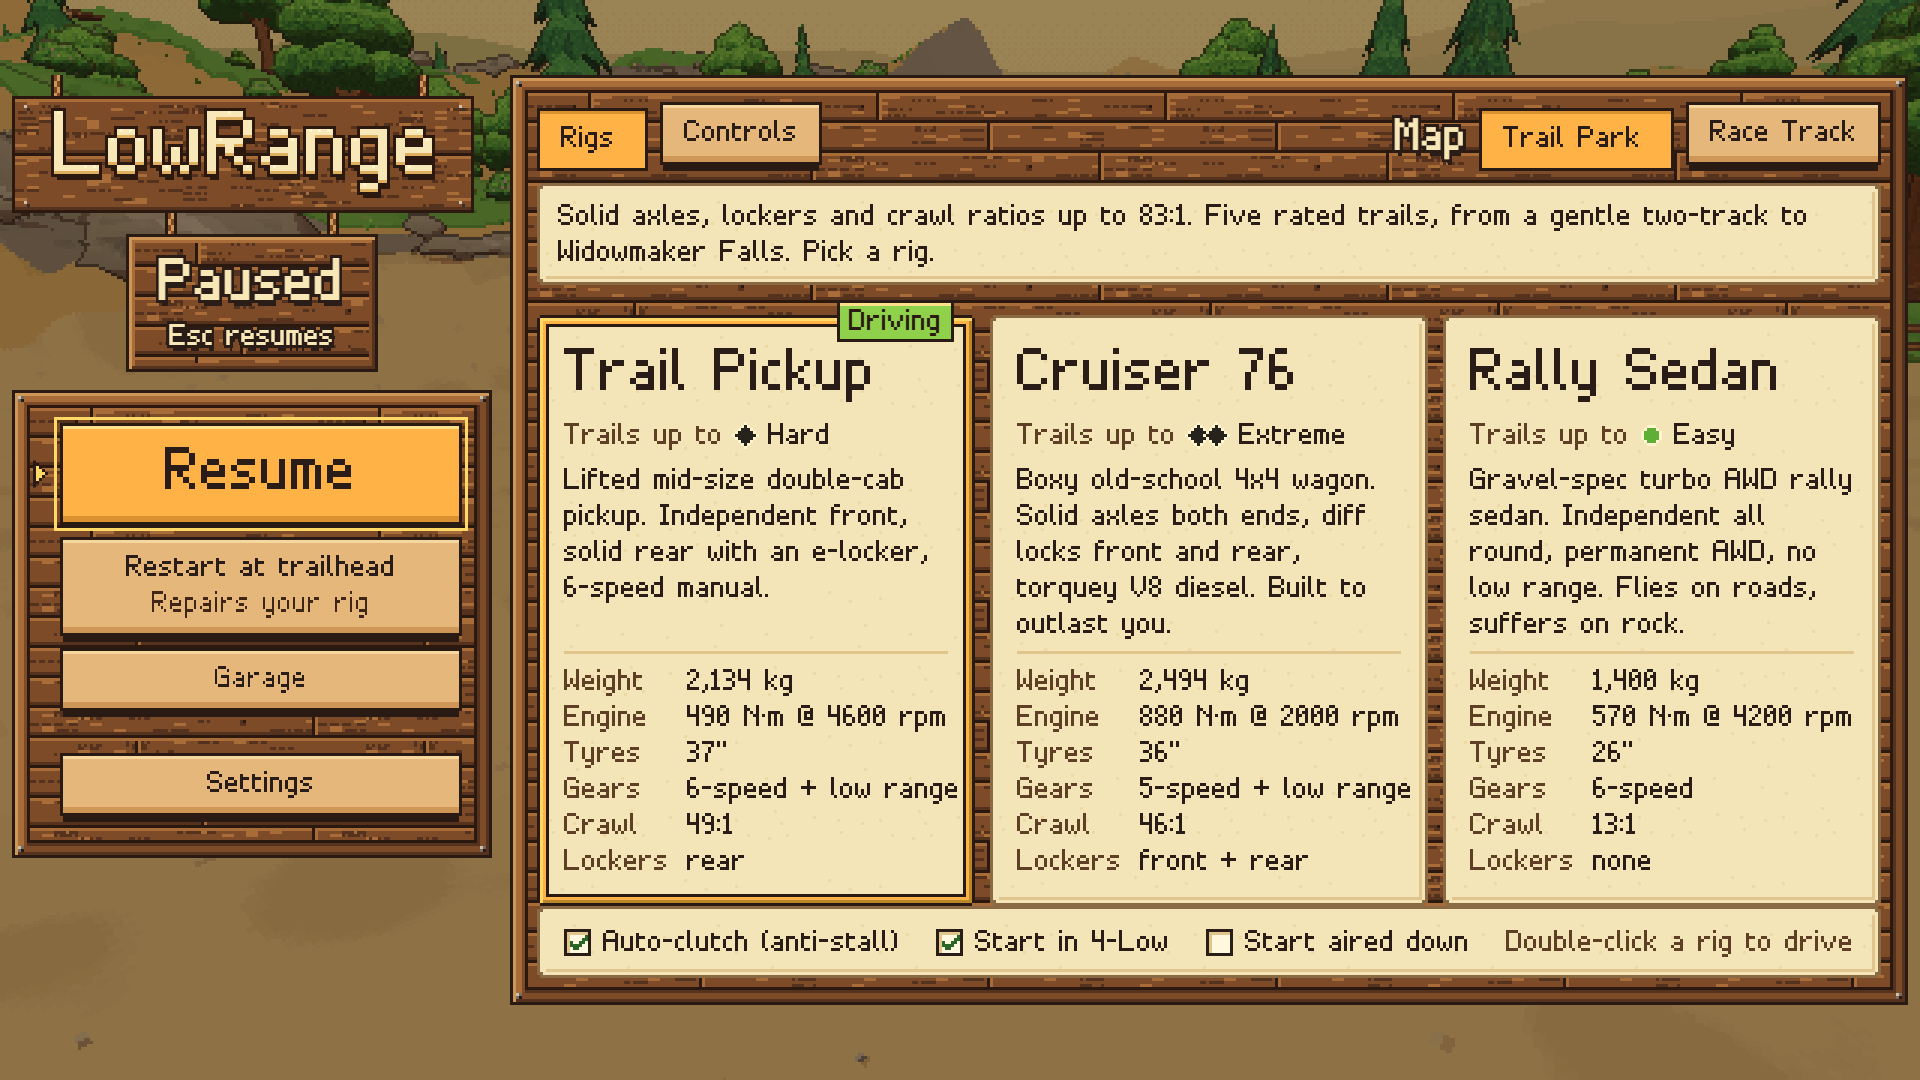 LowRange
Paused
Esc resumes
Resume
Restart at trailhead
Repairs your rig
Garage
Settings
Rigs
Controls
Map
Trail Park
Race Track
Solid axles, lockers and crawl ratios up to 83:1. Five rated trails, from a gentle two-track to
Widowmaker Falls. Pick a rig.
Driving
Trail Pickup
Trails up to Hard
Lifted mid-size double-cab
pickup. Independent front,
solid rear with an e-locker,
6-speed manual.
Weight 2,134 kg
Engine 490 N·m @ 4600 rpm
Tyres 37"
Gears 6-speed + low range
Crawl 49:1
Lockers rear
Cruiser 76
Trails up to Extreme
Boxy old-school 4x4 wagon.
Solid axles both ends, diff
locks front and rear,
torquey V8 diesel. Built to
outlast you.
Weight 2,494 kg
Engine 880 N·m @ 2000 rpm
Tyres 36"
Gears 5-speed + low range
Crawl 46:1
Lockers front + rear
Rally Sedan
Trails up to Easy
Gravel-spec turbo AWD rally
sedan. Independent all
round, permanent AWD, no
low range. Flies on roads,
suffers on rock.
Weight 1,400 kg
Engine 570 N·m @ 4200 rpm
Tyres 26"
Gears 6-speed
Crawl 13:1
Lockers none
Auto-clutch (anti-stall)
Start in 4-Low
Start aired down
Double-click a rig to drive